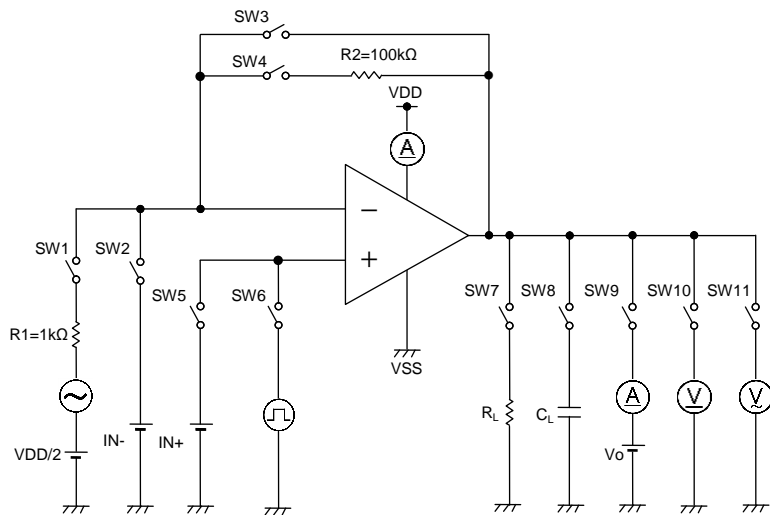 SW3
SW4
R2=100kΩ
VDD
A
−
+
VSS
SW1
SW2
SW5
SW6
SW7
SW8
SW9
SW10
SW11
R1=1kΩ
VDD/2
IN-
IN+
RL
CL
A
V
V
Vo